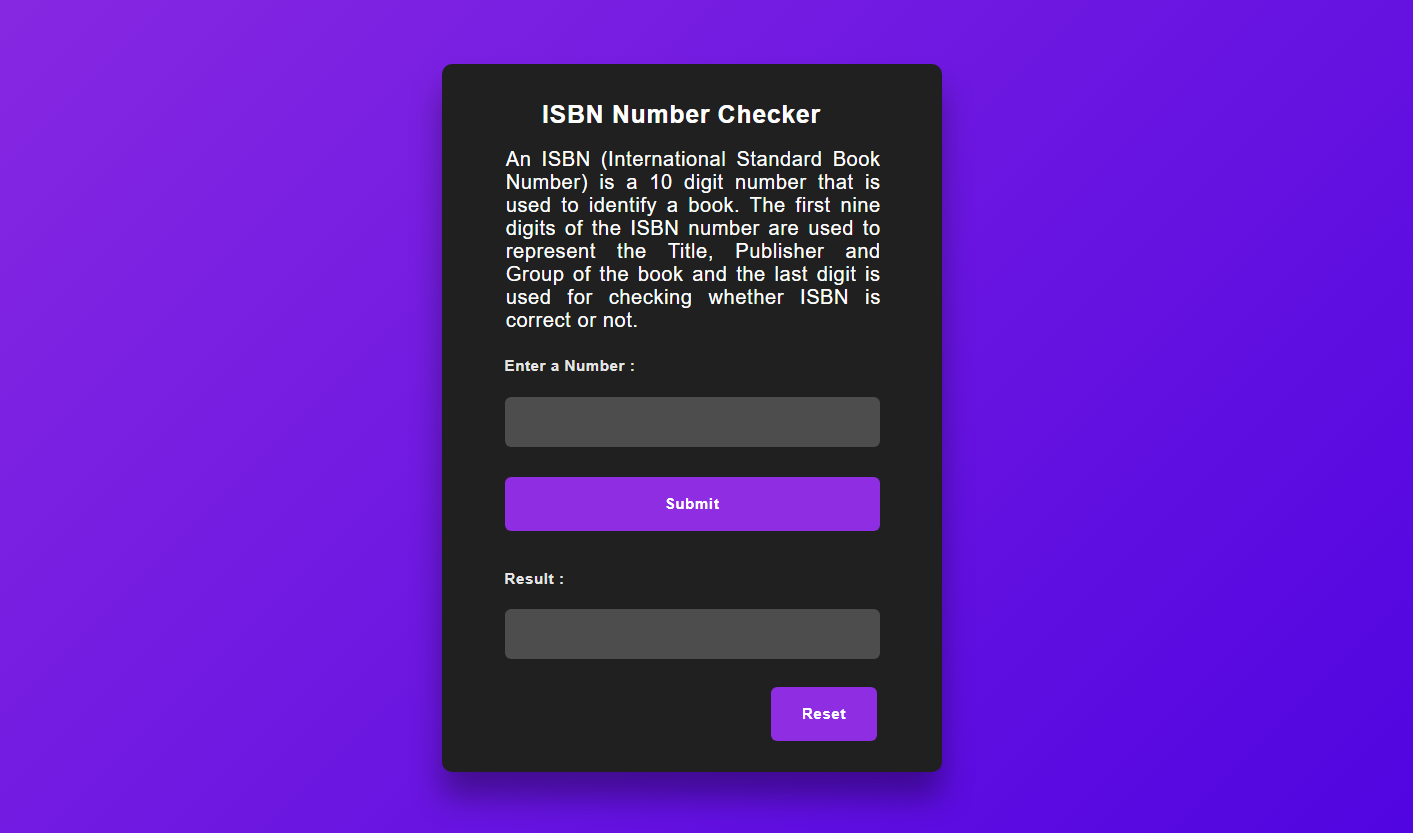 ISBN Number Checker
An ISBN (International Standard Book
Number) is a 10 digit number that is
used to identify a book. The first nine
digits of the ISBN number are used to
represent the Title, Publisher and
Group of the book and the last digit is
used for checking whether ISBN is
correct or not.
Enter a Number :
Submit
Result :
Reset